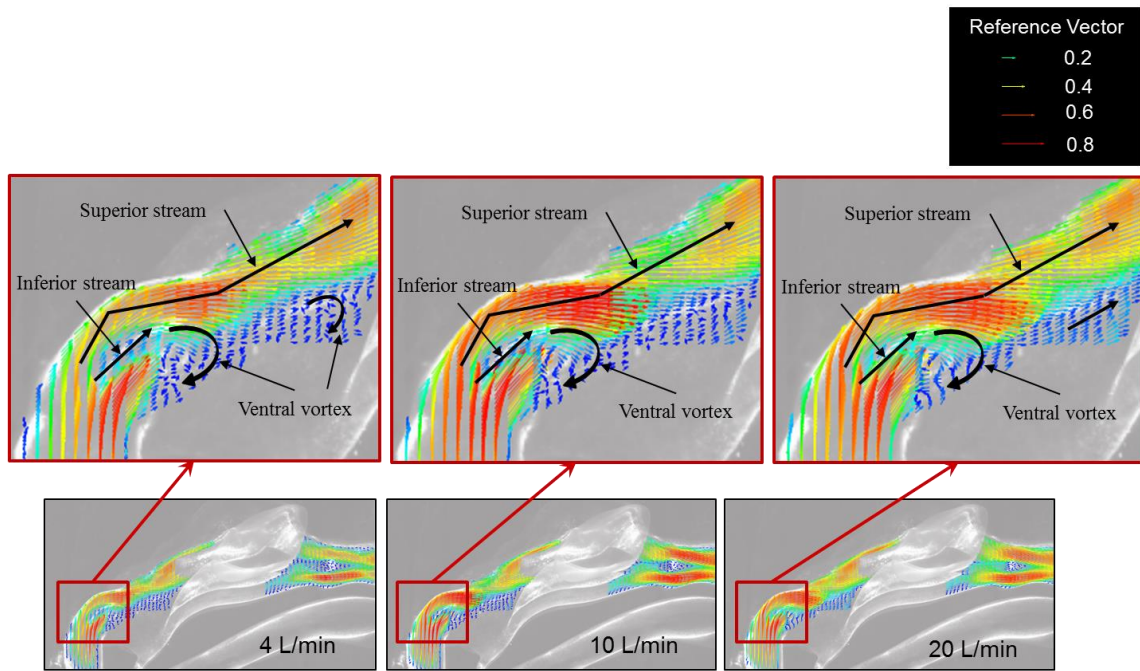 Reference Vector
0.2
0.4
0.6
0.8
Superior stream
Inferior stream
Ventral vortex
Superior stream
Inferior stream
Ventral vortex
Superior stream
Inferior stream
Ventral vortex
4 L/min
10 L/min
20 L/min